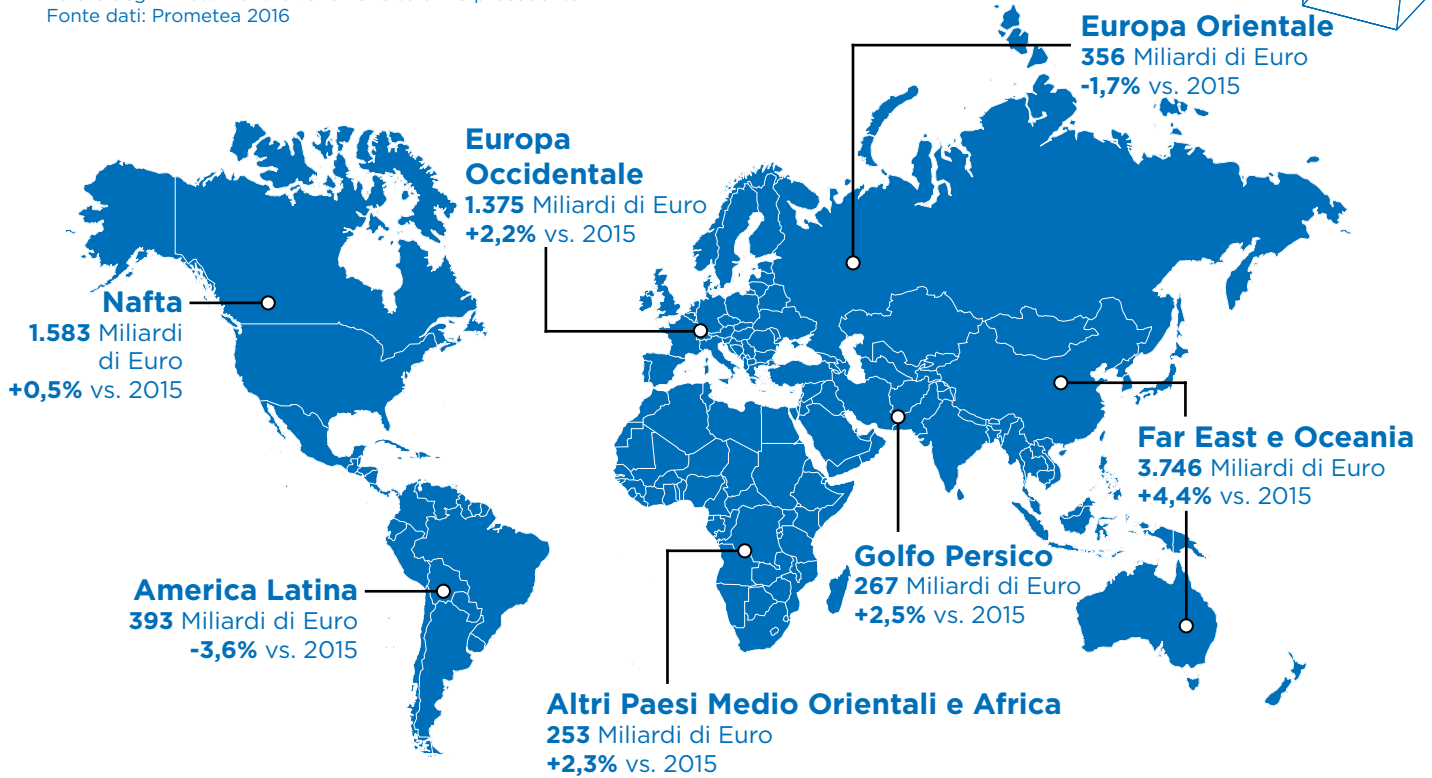 Fonte dati: Prometea 2016
Europa Orientale
356 Miliardi di Euro
-1,7% vs. 2015
Europa
Occidentale
1.375 Miliardi di Euro
+2,2% vs. 2015
Nafta
1.583 Miliardi
di Euro
+0,5% vs. 2015
Far East e Oceania
3.746 Miliardi di Euro
+4,4% vs. 2015
Golfo Persico
267 Miliardi di Euro
+2,5% vs. 2015
America Latina
393 Miliardi di Euro
-3,6% vs. 2015
Altri Paesi Medio Orientali e Africa
253 Miliardi di Euro
+2,3% vs. 2015